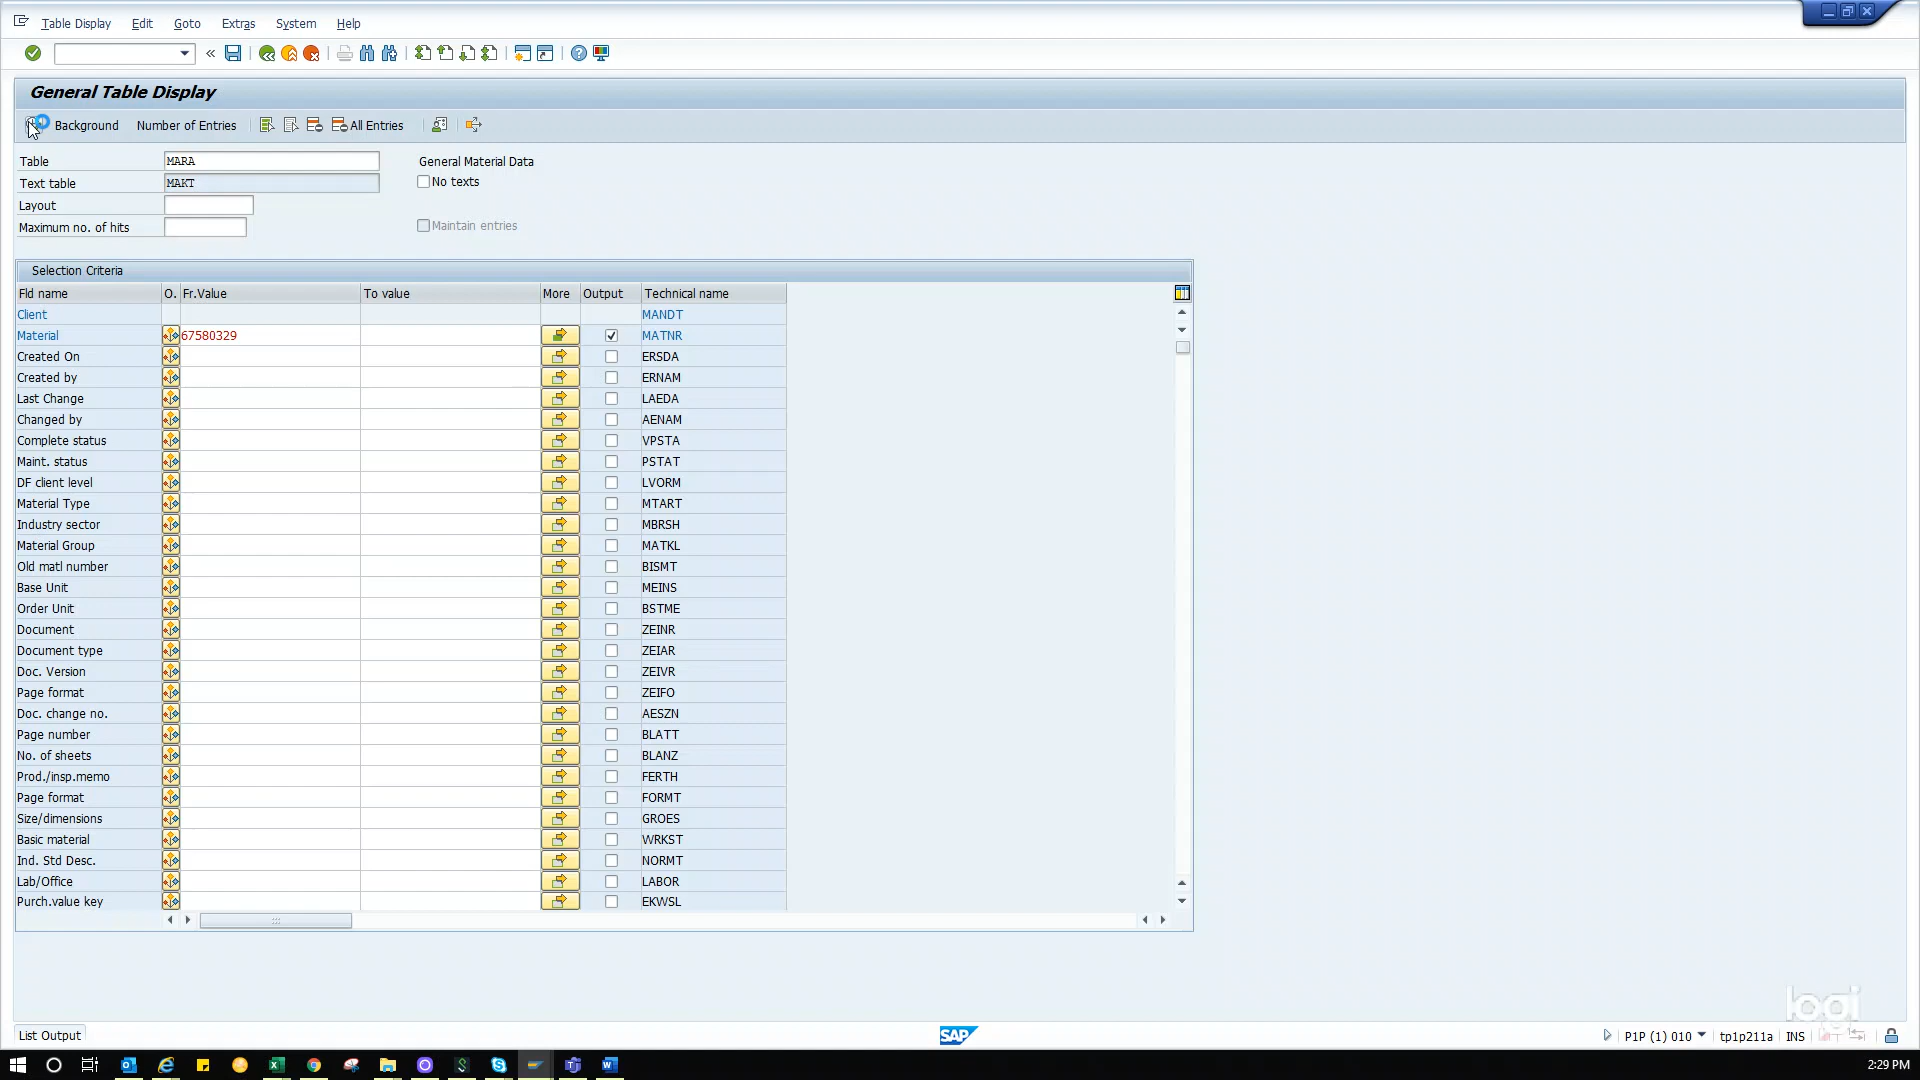 Table Display Edit Goto Extras System Help
General Table Display
Background Number of Entries All Entries
Table MARA General Material Data
Text table MAKT No texts
Layout
Maximum no. of hits Maintain entries
Selection Criteria
Fld name O. Fr.Value To value More Output Technical name
Client MANDT
Material 67580329 MATNR
Created On ERSDA
Created by ERNAM
Last Change LAEDA
Changed by AENAM
Complete status VPSTA
Maint. status PSTAT
DF client level LVORM
Material Type MTART
Industry sector MBRSH
Material Group MATKL
Old matl number BISMT
Base Unit MEINS
Order Unit BSTME
Document ZEINR
Document type ZEIAR
Doc. Version ZEIVR
Page format ZEIFO
Doc. change no. AESZN
Page number BLATT
No. of sheets BLANZ
Prod./insp.memo FERTH
Page format FORMT
Size/dimensions GROES
Basic material WRKST
Ind. Std Desc. NORMT
Lab/Office LABOR
Purch.value key EKWSL
logi
List Output SAP P1P (1) 010 tp1p211a INS
2:29 PM